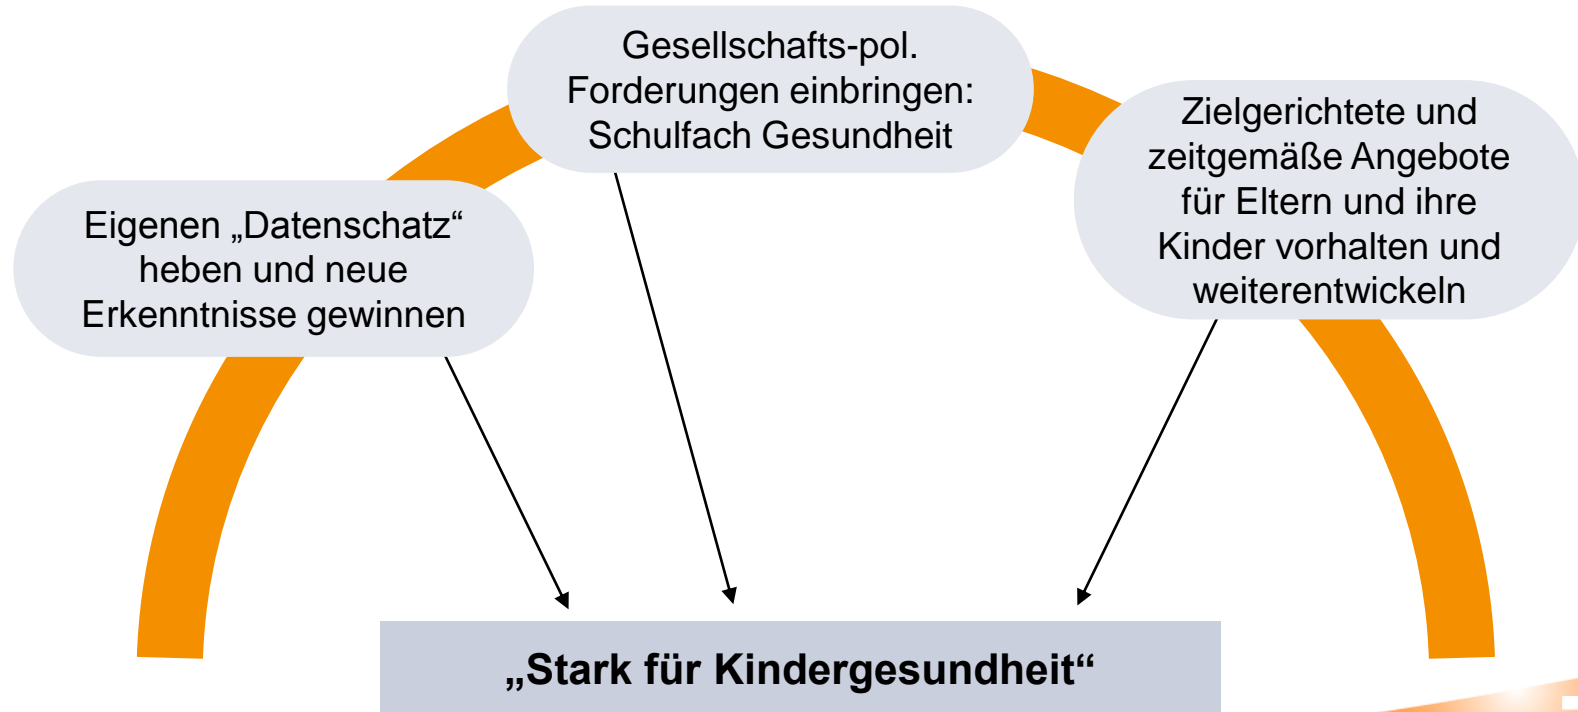 Gesellschafts-pol.
Forderungen einbringen:
Schulfach Gesundheit
Zielgerichtete und
zeitgemäße Angebote
für Eltern und ihre
Kinder vorhalten und
weiterentwickeln
Eigenen „Datenschatz“
heben und neue
Erkenntnisse gewinnen
„Stark für Kindergesundheit“